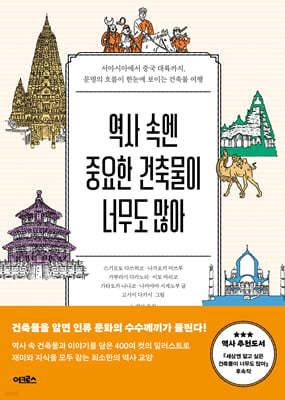 서아시아에서 중국 대륙까지,
문명의 흐름이 한눈에 보이는 건축물 여행
역사 속엔
중요한 건축물이
너무도 많아
스기모토 다쓰히코·나가오키 미쓰루
가부라기 다카노리·이토 마리코
가타오카 나나코·나카야마 시게노부 글
고시이 다카시 그림
건축물을 알면 인류 문화의 수수께끼가 풀린다!
역사 속 건축물과 이야기를 담은 400여 컷의 일러스트로
재미와 지식을 모두 잡는 최소한의 역사 교양
어크로스
★★★
역사 추천도서
『세상엔 알고 싶은
건축물이 너무도 많아』
후속작